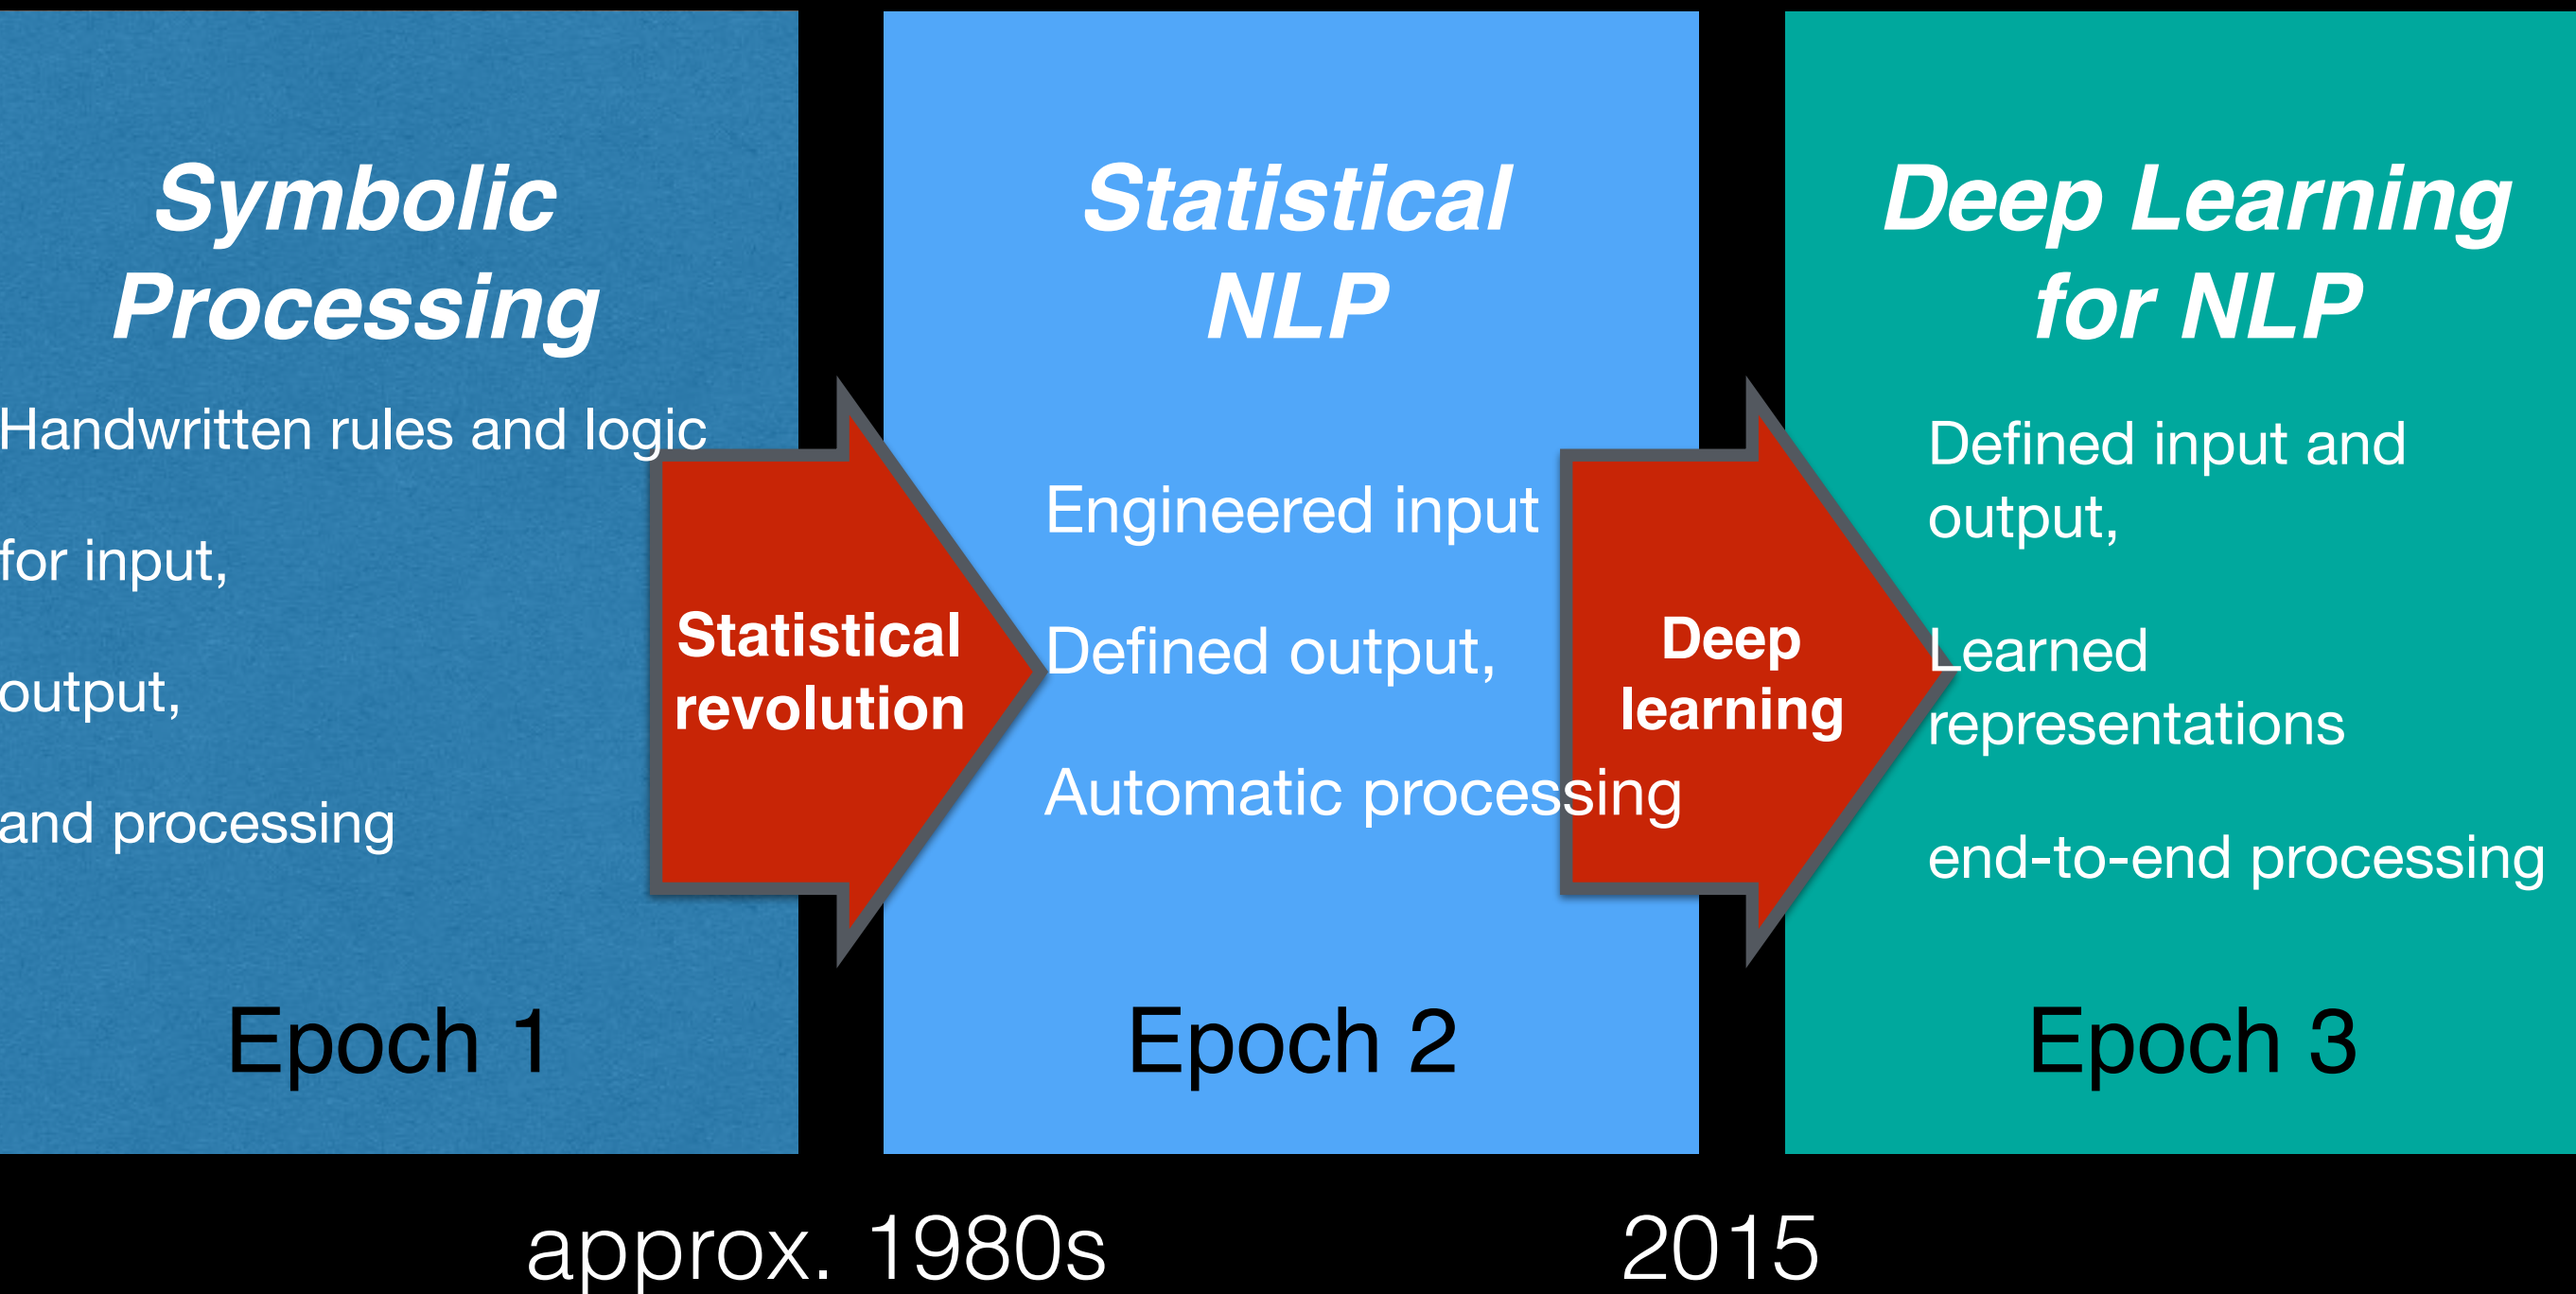 Symbolic
Processing
Handwritten rules and logic
for input,
output,
and processing
Epoch 1
Statistical
revolution
Statistical
NLP
Engineered input
Defined output,
Automatic processing
Epoch 2
Deep
learning
Deep Learning
for NLP
Defined input and
output,
Learned
representations
end-to-end processing
Epoch 3
approx. 1980s
2015